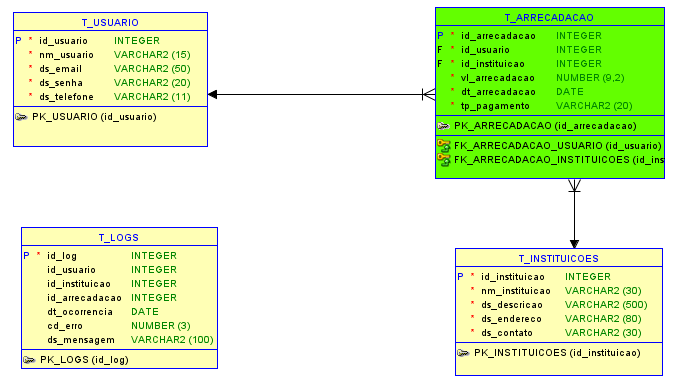 T_USUARIO
P * id_usuario INTEGER
* nm_usuario VARCHAR2 (15)
* ds_email VARCHAR2 (50)
* ds_senha VARCHAR2 (20)
* ds_telefone VARCHAR2 (11)
PK_USUARIO (id_usuario)
T_ARRECADACAO
P * id_arrecadacao INTEGER
F * id_usuario INTEGER
F * id_instituicao INTEGER
* vl_arrecadacao NUMBER (9,2)
* dt_arrecadacao DATE
* tp_pagamento VARCHAR2 (20)
PK_ARRECADACAO (id_arrecadacao)
FK_ARRECADACAO_USUARIO (id_usuario)
FK_ARRECADACAO_INSTITUICOES (id_ins
T_LOGS
P * id_log INTEGER
id_usuario INTEGER
id_instituicao INTEGER
id_arrecadacao INTEGER
dt_ocorrencia DATE
cd_erro NUMBER (3)
ds_mensagem VARCHAR2 (100)
PK_LOGS (id_log)
T_INSTITUICOES
P * id_instituicao INTEGER
* nm_instituicao VARCHAR2 (30)
* ds_descricao VARCHAR2 (500)
* ds_endereco VARCHAR2 (80)
* ds_contato VARCHAR2 (30)
PK_INSTITUICOES (id_instituicao)